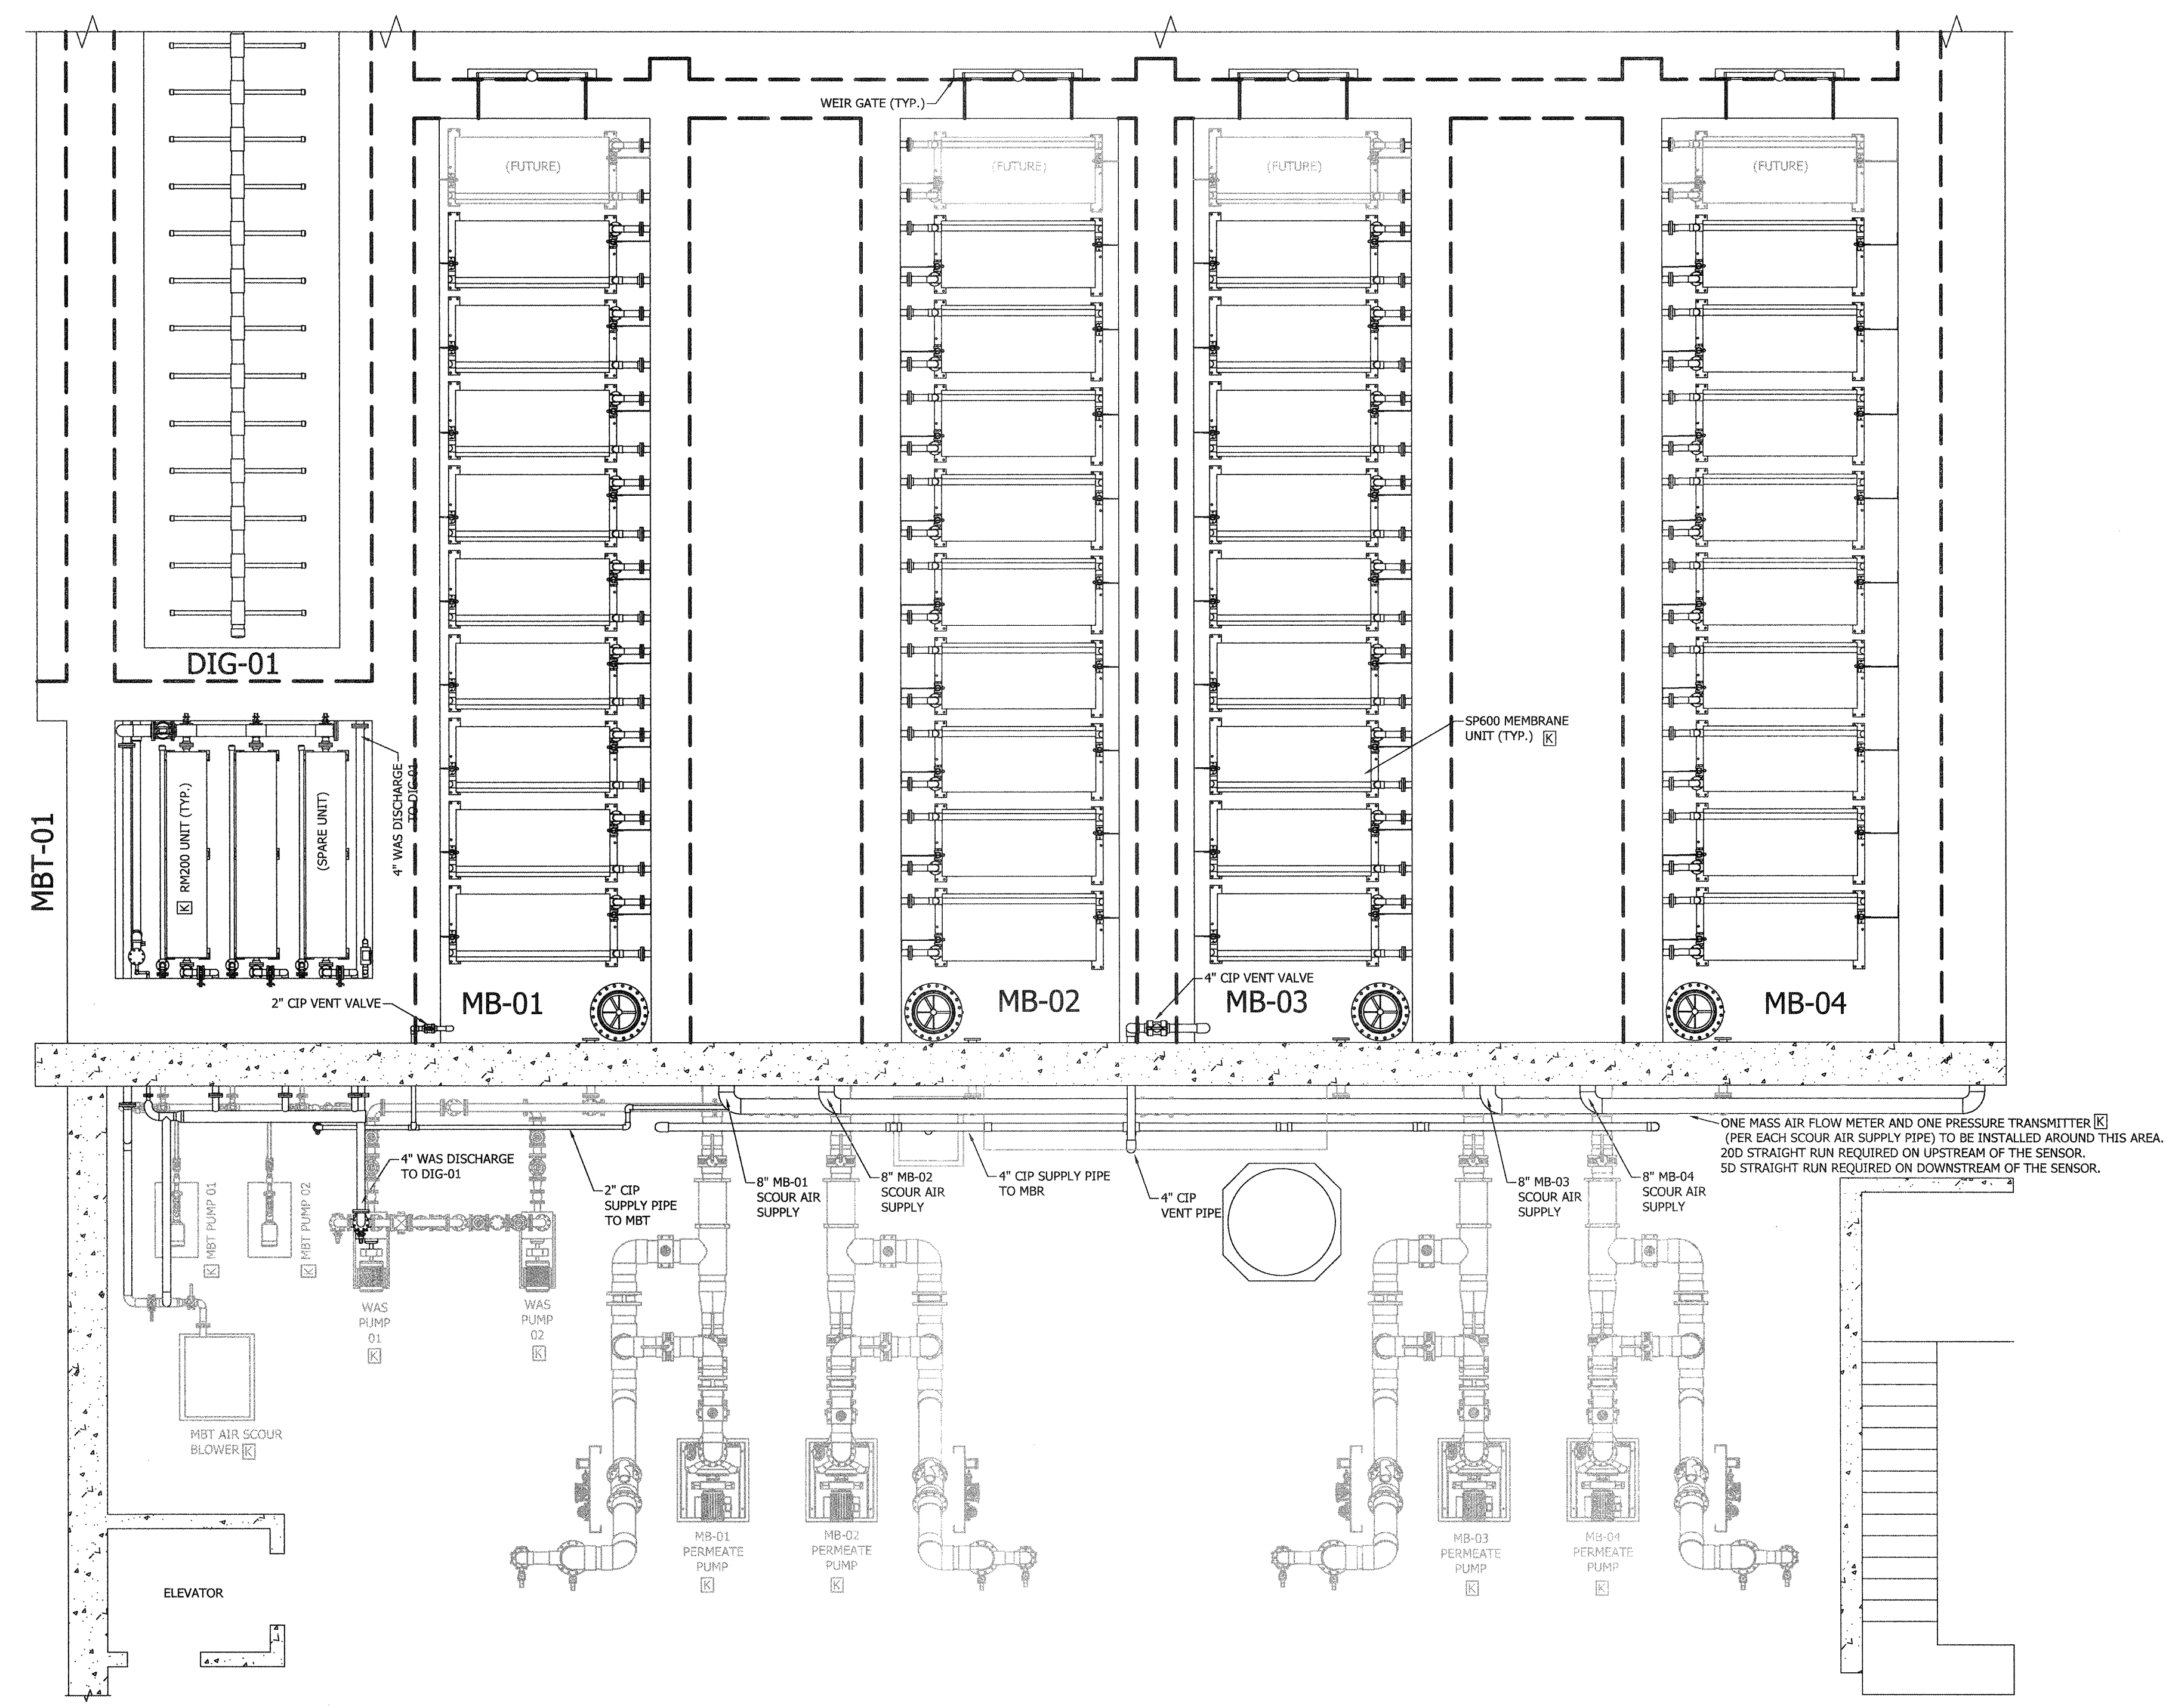 WEIR GATE (TYP.)
(FUTURE)
(FUTURE)
(FUTURE)
(FUTURE)
DIG-01
SP600 MEMBRANE
UNIT (TYP.) K
4" WAS DISCHARGE
TO DIG-01
MBT-01
K RM200 UNIT (TYP.)
(SPARE UNIT)
2" CIP VENT VALVE
MB-01
MB-02
4" CIP VENT VALVE
MB-03
MB-04
ONE MASS AIR FLOW METER AND ONE PRESSURE TRANSMITTER K
(PER EACH SCOUR AIR SUPPLY PIPE) TO BE INSTALLED AROUND THIS AREA.
20D STRAIGHT RUN REQUIRED ON UPSTREAM OF THE SENSOR.
5D STRAIGHT RUN REQUIRED ON DOWNSTREAM OF THE SENSOR.
4" WAS DISCHARGE
TO DIG-01
2" CIP
SUPPLY PIPE
TO MBT
8" MB-01
SCOUR AIR
SUPPLY
8" MB-02
SCOUR AIR
SUPPLY
4" CIP SUPPLY PIPE
TO MBR
4" CIP
VENT PIPE
8" MB-03
SCOUR AIR
SUPPLY
8" MB-04
SCOUR AIR
SUPPLY
K MBT PUMP 01
K MBT PUMP 02
WAS
PUMP
01
K
WAS
PUMP
02
K
MBT AIR SCOUR
BLOWER K
MB-01
PERMEATE
PUMP
K
MB-02
PERMEATE
PUMP
K
MB-03
PERMEATE
PUMP
K
MB-04
PERMEATE
PUMP
K
ELEVATOR